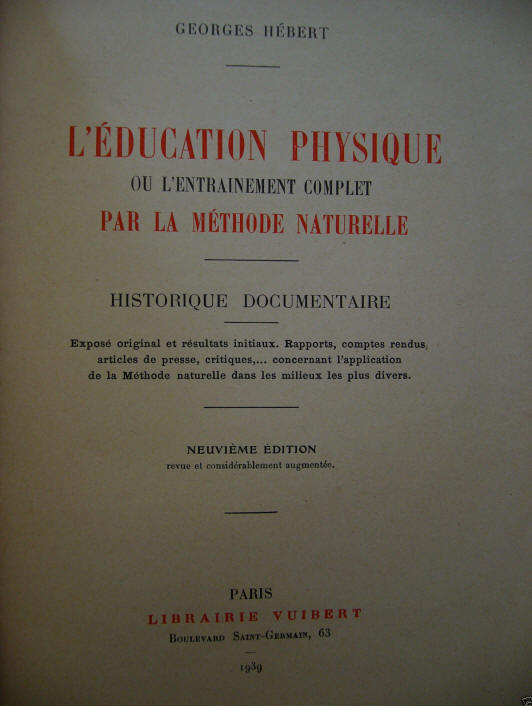 GEORGES HÉBERT
L'ÉDUCATION PHYSIQUE
OU L'ENTRAINEMENT COMPLET
PAR LA MÉTHODE NATURELLE
HISTORIQUE DOCUMENTAIRE
Exposé original et résultats initiaux. Rapports, comptes rendus,
articles de presse, critiques,... concernant l'application
de la Méthode naturelle dans les milieux les plus divers.
NEUVIÈME ÉDITION
revue et considérablement augmentée.
PARIS
LIBRAIRIE VUIBERT
BOULEVARD SAINT-GERMAIN, 63
1939